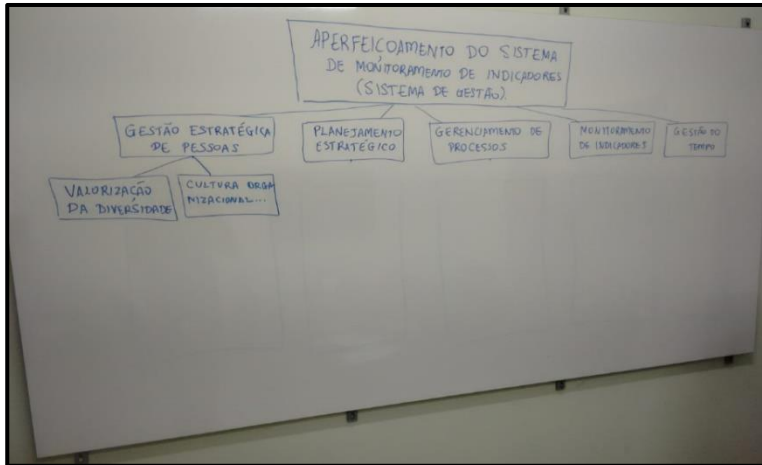 APERFEICOAMENTO DO SISTEMA
DE MONITORAMENTO DE INDICADORES
(SISTEMA DE GESTÃO)
GESTÃO ESTRATÉGICA
DE PESSOAS
PLANEJAMENTO
ESTRATÉGICO
GERENCIAMENTO DE
PROCESSOS
MONITORAMENTO
DE INDICADORES
GESTÃO DO
TEMPO
VALORIZAÇÃO
DA DIVERSIDADE
CULTURA ORGA
NIZACIONAL...